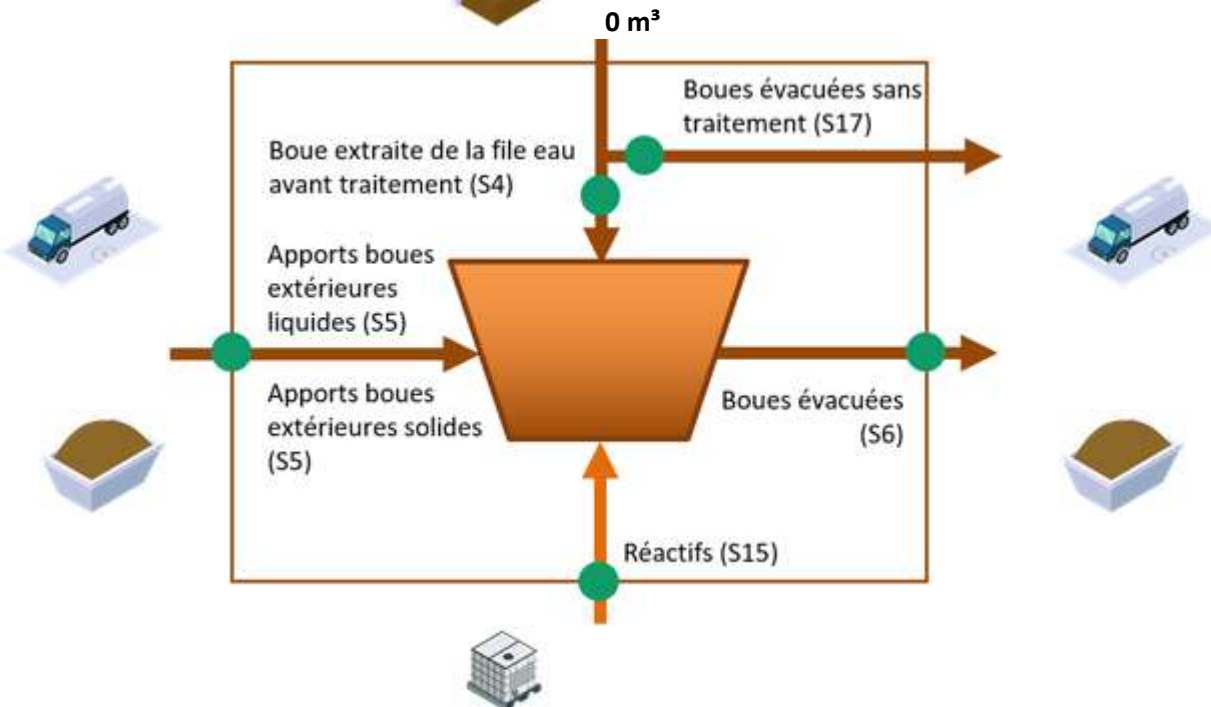 0 m³
Boues évacuées sans
traitement (S17)
Boue extraite de la file eau
avant traitement (S4)
Apports boues
extérieures
liquides (S5)
Apports boues
extérieures solides
(S5)
Boues évacuées
(S6)
Réactifs (S15)